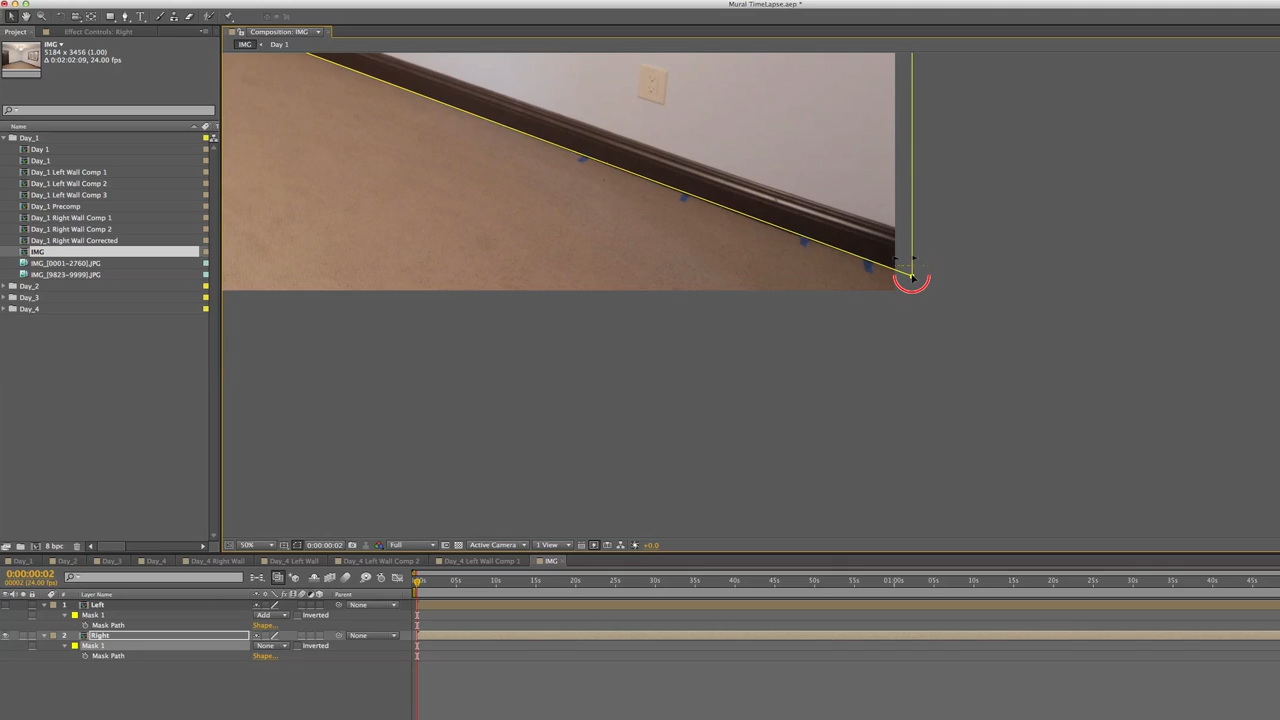 Mural TimeLapse.aep *
Project
Effect Controls: Right
Composition: IMG
IMG
Day 1
IMG
5184 x 3456 (1.00)
Δ 0:02:02:09, 24.00 fps
Name
Day_1
Day 1
Day_1
Day_1 Left Wall Comp 1
Day_1 Left Wall Comp 2
Day_1 Left Wall Comp 3
Day_1 Precomp
Day_1 Right Wall Comp 1
Day_1 Right Wall Comp 2
Day_1 Right Wall Corrected
IMG
IMG_[0001-2760].JPG
IMG_[9823-9999].JPG
Day_2
Day_3
Day_4
8 bpc
50%
0:00:00:02
Full
Active Camera
1 View
+0.0
Day_1
Day_2
Day_3
Day_4
Day_4 Right Wall
Day_4 Left Wall
Day_4 Left Wall Comp 2
Day_4 Left Wall Comp 1
IMG
0:00:00:02
00002 (24.00 fps)
05s 10s 15s 20s 25s 30s 35s 40s 45s 50s 55s 01:00s 05s 10s 15s 20s 25s 30s 35s 40s 45s
# Layer Name
Parent
1 Left
None
Mask 1
Add
Inverted
Mask Path
Shape...
2 Right
None
Mask 1
None
Inverted
Mask Path
Shape...